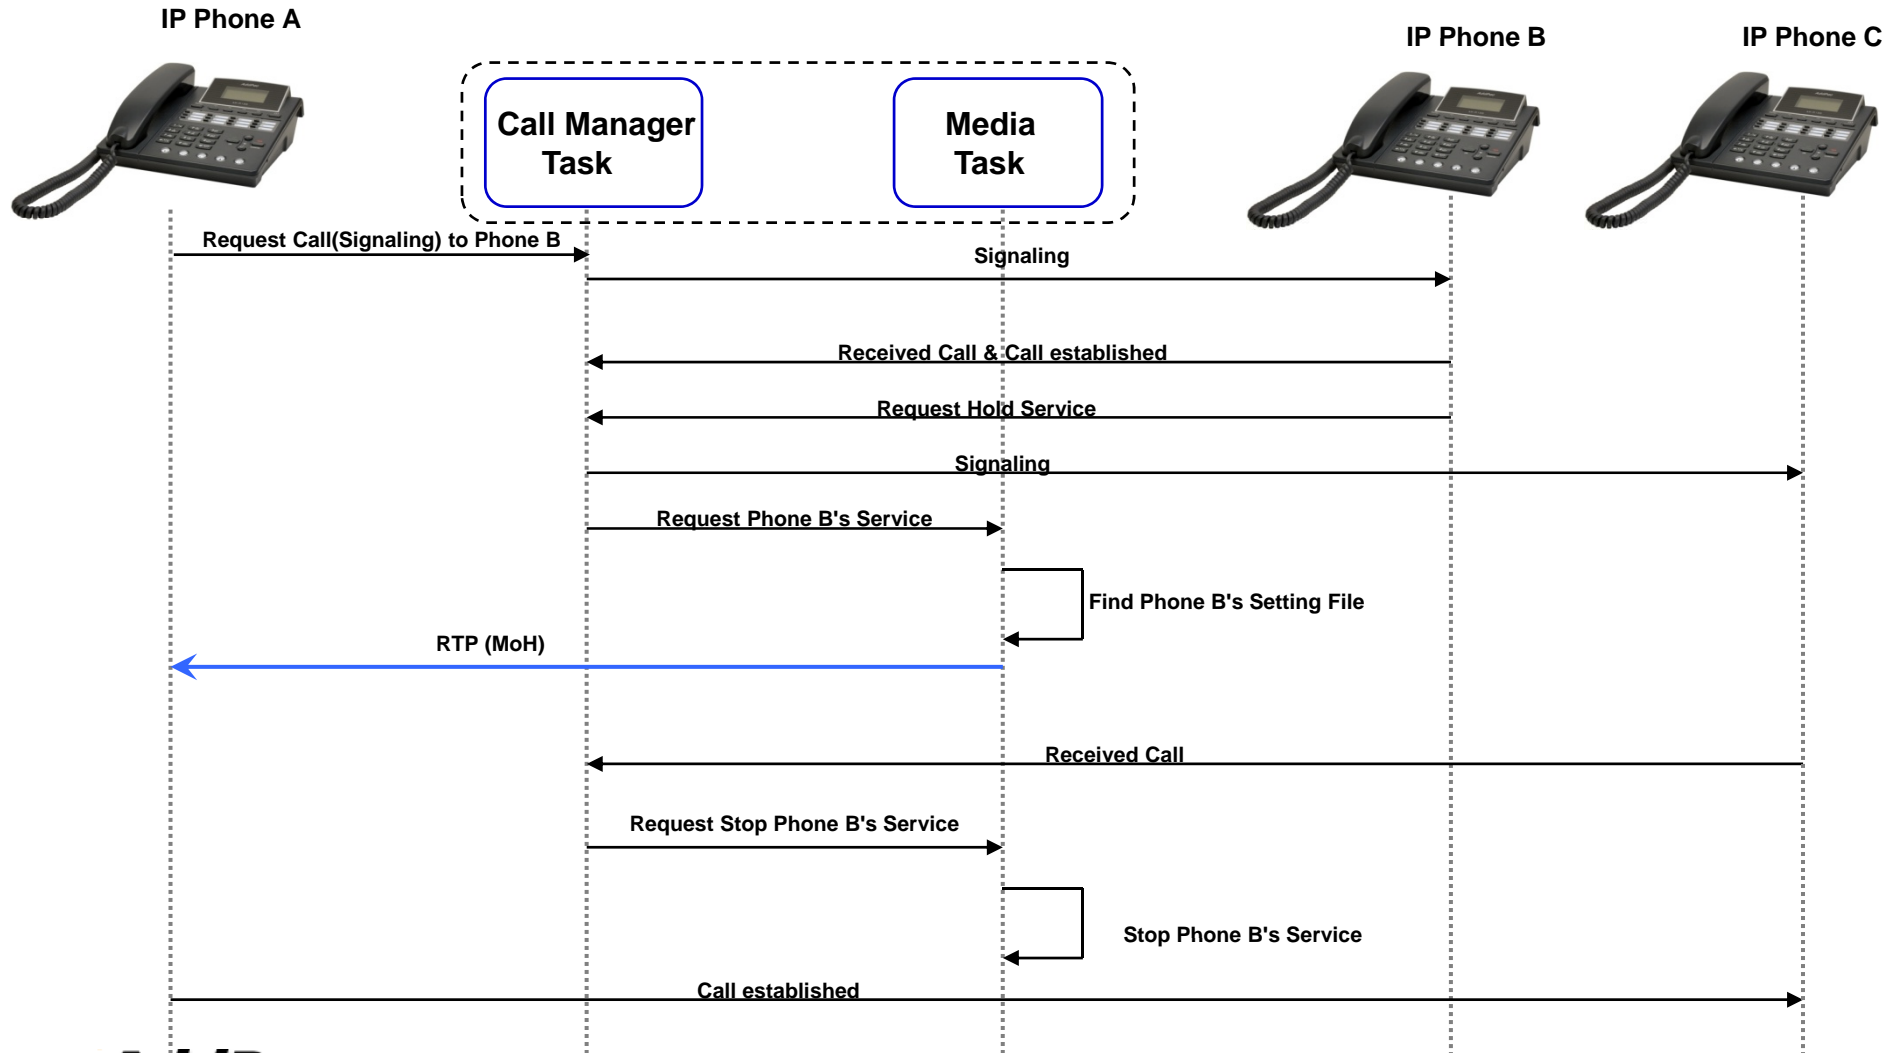 IP Phone A
IP Phone B
IP Phone C
Call Manager
Task
Media
Task
Request Call(Signaling) to Phone B
Signaling
Received Call & Call established
Request Hold Service
Signaling
Request Phone B's Service
Find Phone B's Setting File
RTP (MoH)
Received Call
Request Stop Phone B's Service
Stop Phone B's Service
Call established